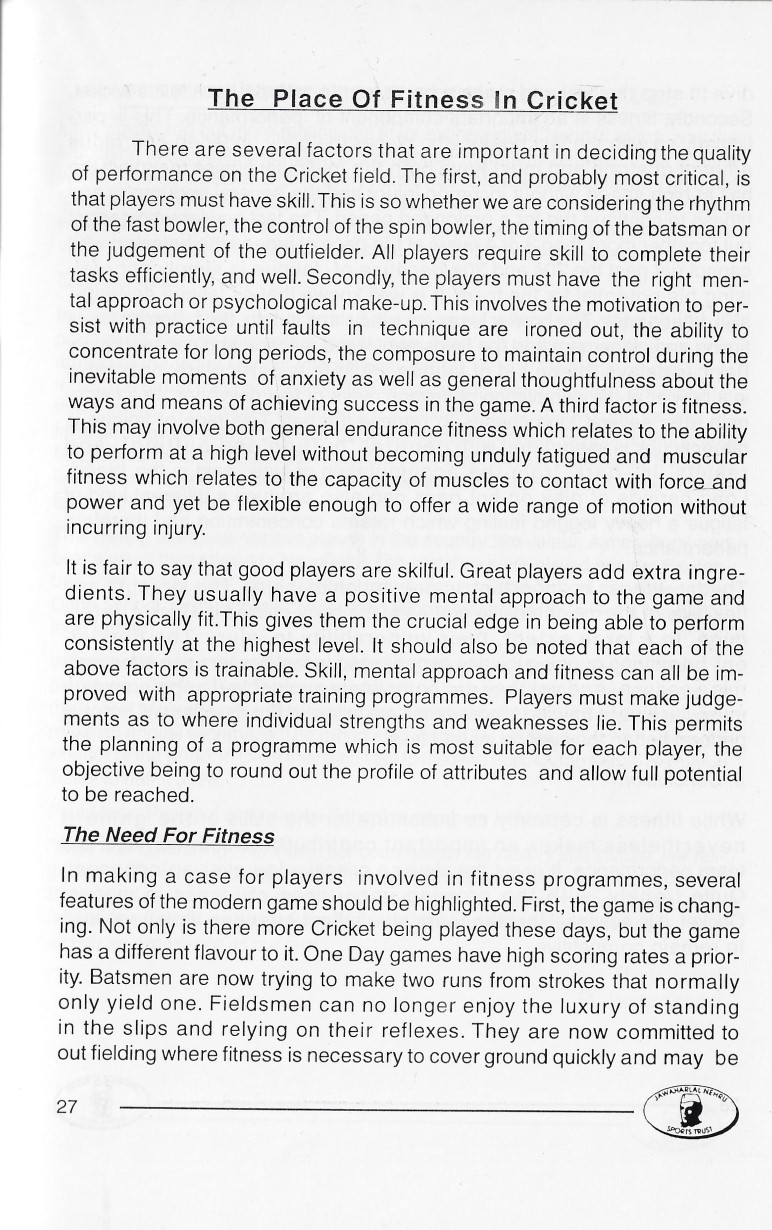 The Place Of Fitness In Cricket
There are several factors that are important in deciding the quality
of performance on the Cricket field. The first, and probably most critical, is
that players must have skill. This is so whether we are considering the rhythm
of the fast bowler, the control of the spin bowler, the timing of the batsman or
the judgement of the outfielder. All players require skill to complete their
tasks efficiently, and well. Secondly, the players must have the right men-
tal approach or psychological make-up. This involves the motivation to per-
sist with practice until faults in technique are ironed out, the ability to
concentrate for long periods, the composure to maintain control during the
inevitable moments of anxiety as well as general thoughtfulness about the
ways and means of achieving success in the game. A third factor is fitness.
This may involve both general endurance fitness which relates to the ability
to perform at a high level without becoming unduly fatigued and muscular
fitness which relates to the capacity of muscles to contact with force and
power and yet be flexible enough to offer a wide range of motion without
incurring injury.
It is fair to say that good players are skilful. Great players add extra ingre-
dients. They usually have a positive mental approach to the game and
are physically fit.This gives them the crucial edge in being able to perform
consistently at the highest level. It should also be noted that each of the
above factors is trainable. Skill, mental approach and fitness can all be im-
proved with appropriate training programmes. Players must make judge-
ments as to where individual strengths and weaknesses lie. This permits
the planning of a programme which is most suitable for each player, the
objective being to round out the profile of attributes and allow full potential
to be reached.
The Need For Fitness
In making a case for players involved in fitness programmes, several
features of the modern game should be highlighted. First, the game is chang-
ing. Not only is there more Cricket being played these days, but the game
has a different flavour to it. One Day games have high scoring rates a prior-
ity. Batsmen are now trying to make two runs from strokes that normally
only yield one. Fieldsmen can no longer enjoy the luxury of standing
in the slips and relying on their reflexes. They are now committed to
out fielding where fitness is necessary to cover ground quickly and may be
27
JAWAHARLAL NEHRU
SPORTS TRUST